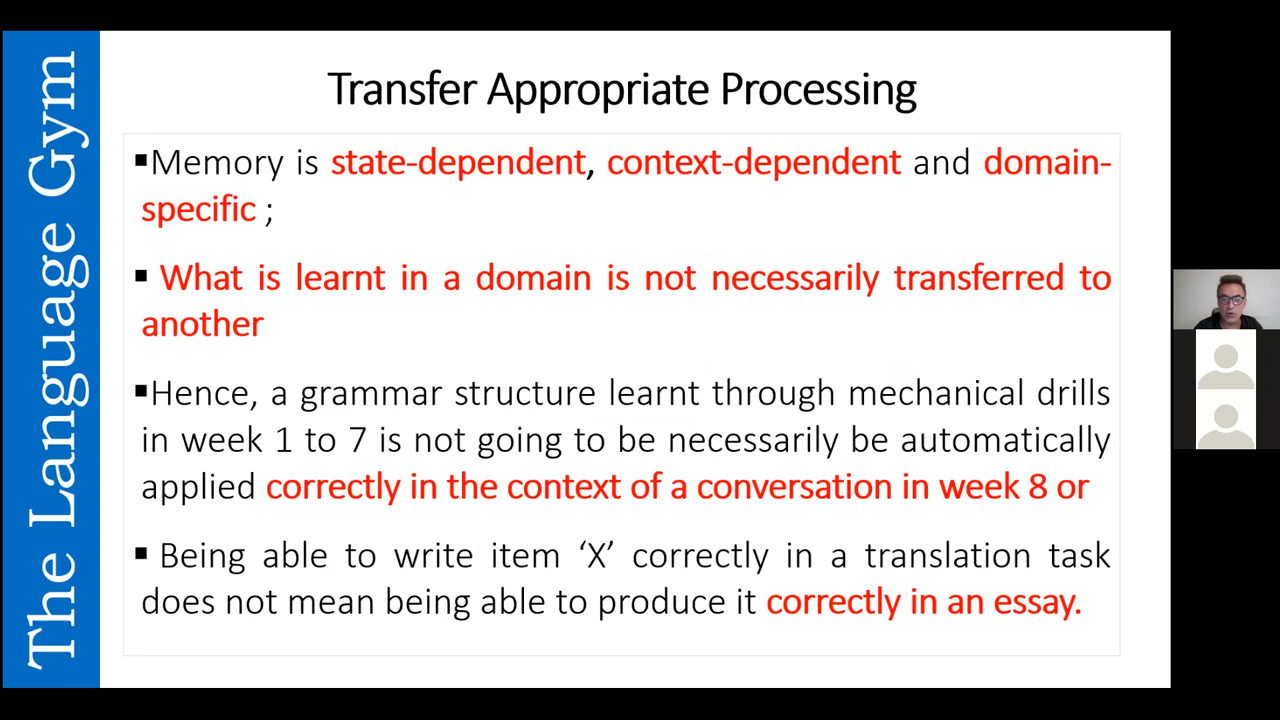 The Language Gym
Transfer Appropriate Processing
▪Memory is state-dependent, context-dependent and domain-
specific ;
▪ What is learnt in a domain is not necessarily transferred to
another
▪Hence, a grammar structure learnt through mechanical drills
in week 1 to 7 is not going to be necessarily be automatically
applied correctly in the context of a conversation in week 8 or
▪ Being able to write item ‘X’ correctly in a translation task
does not mean being able to produce it correctly in an essay.